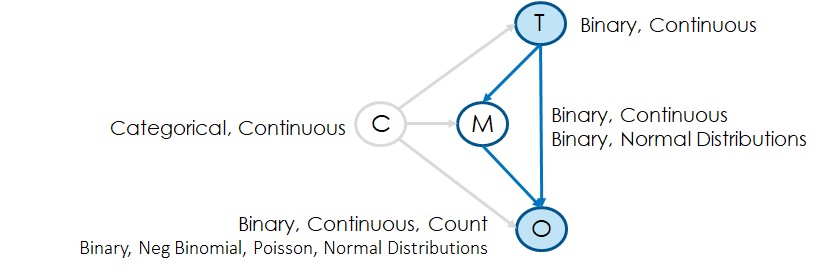 T
Binary, Continuous
Categorical, Continuous
C
M
Binary, Continuous
Binary, Normal Distributions
Binary, Continuous, Count
Binary, Neg Binomial, Poisson, Normal Distributions
O